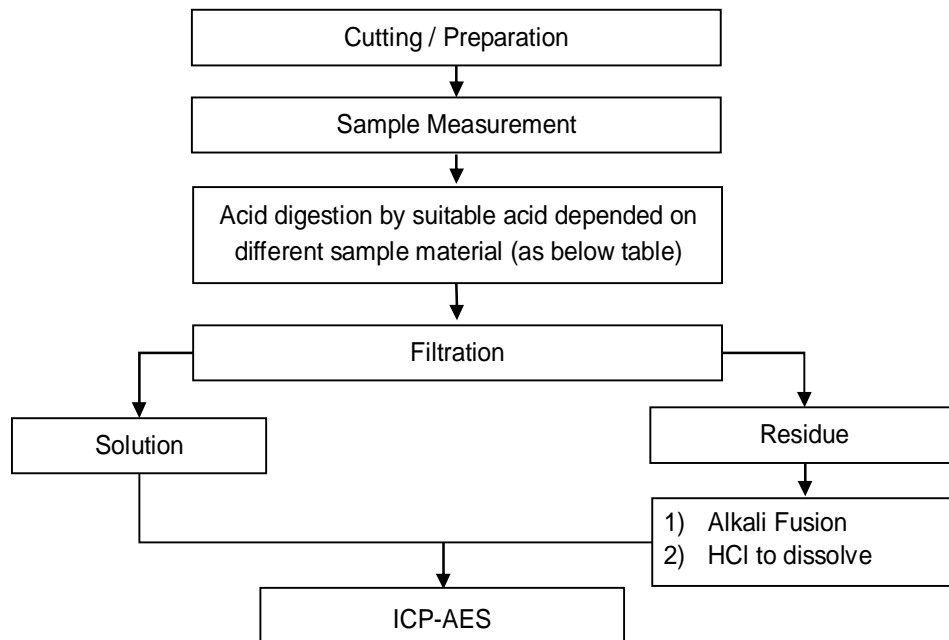 Cutting / Preparation
Sample Measurement
Acid digestion by suitable acid depended on
different sample material (as below table)
Filtration
Solution
Residue
1) Alkali Fusion
2) HCl to dissolve
ICP-AES